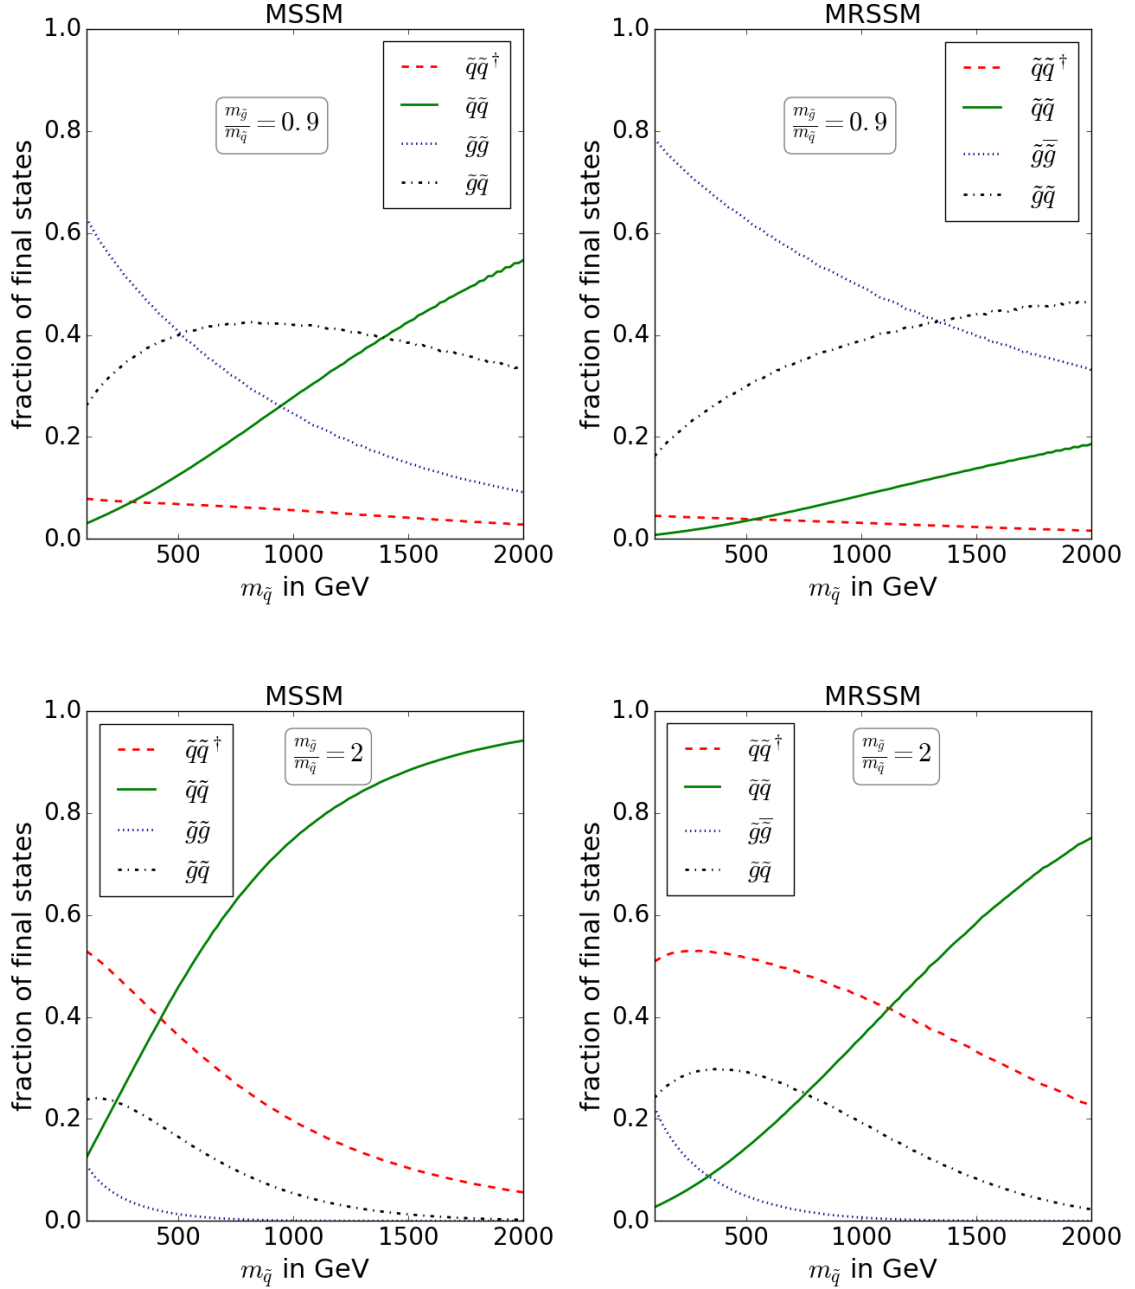 MSSM
1.0
0.8
0.6
0.4
0.2
0.0
fraction of final states
q̃q̃†
q̃q̃
g̃g̃
g̃q̃
m_g̃/m_q̃ = 0.9
500 1000 1500 2000
m_q̃ in GeV
MRSSM
1.0
0.8
0.6
0.4
0.2
0.0
fraction of final states
q̃q̃†
q̃q̃
g̃g̃̅
g̃q̃
m_g̃/m_q̃ = 0.9
500 1000 1500 2000
m_q̃ in GeV
MSSM
1.0
0.8
0.6
0.4
0.2
0.0
fraction of final states
q̃q̃†
q̃q̃
g̃g̃
g̃q̃
m_g̃/m_q̃ = 2
500 1000 1500 2000
m_q̃ in GeV
MRSSM
1.0
0.8
0.6
0.4
0.2
0.0
fraction of final states
q̃q̃†
q̃q̃
g̃g̃̅
g̃q̃
m_g̃/m_q̃ = 2
500 1000 1500 2000
m_q̃ in GeV